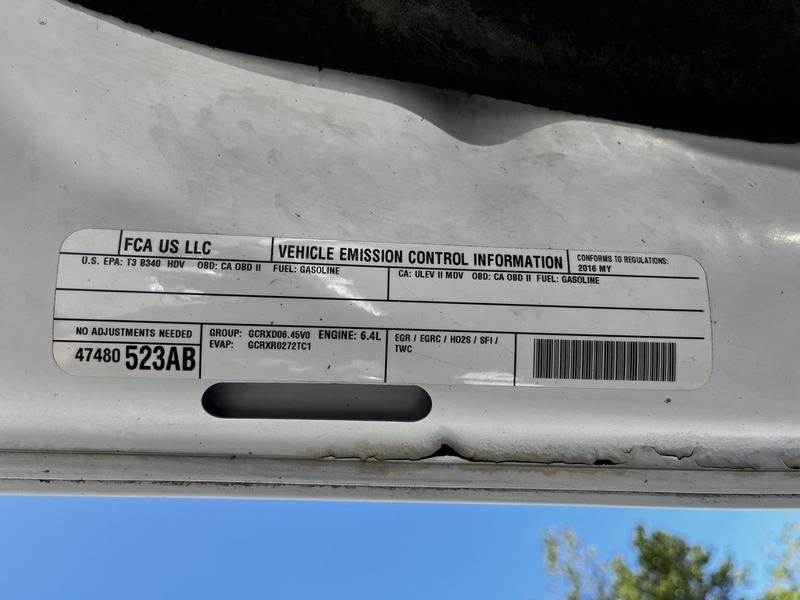 FCA US LLC
VEHICLE EMISSION CONTROL INFORMATION
CONFORMS TO REGULATIONS:
2016 MY
U.S. EPA: T3 B340 HDV OBD: CA OBD II FUEL: GASOLINE
CA: ULEV II MDV OBD: CA OBD II FUEL: GASOLINE
NO ADJUSTMENTS NEEDED
47480 523AB
GROUP: GCRXD06.45V0 ENGINE: 6.4L
EVAP: GCRXR0272TC1
EGR / EGRC / HO2S / SFI /
TWC